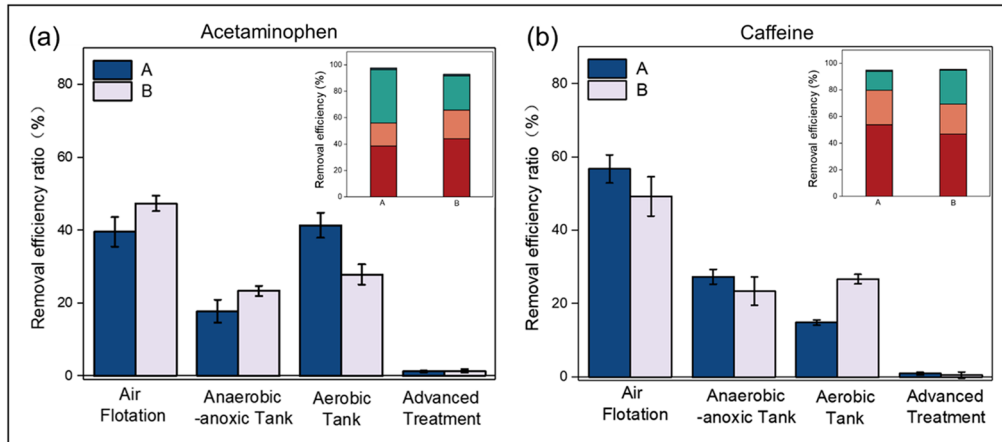 (a)
Acetaminophen
A
B
Removal efficiency ratio (%)
80
60
40
20
0
Air
Flotation
Anaerobic
-anoxic Tank
Aerobic
Tank
Advanced
Treatment
Removal efficiency (%)
100
80
60
40
20
0
A
B
(b)
Caffeine
A
B
Removal efficiency ratio (%)
80
60
40
20
0
Air
Flotation
Anaerobic
-anoxic Tank
Aerobic
Tank
Advanced
Treatment
Removal efficiency (%)
100
80
60
40
20
0
A
B